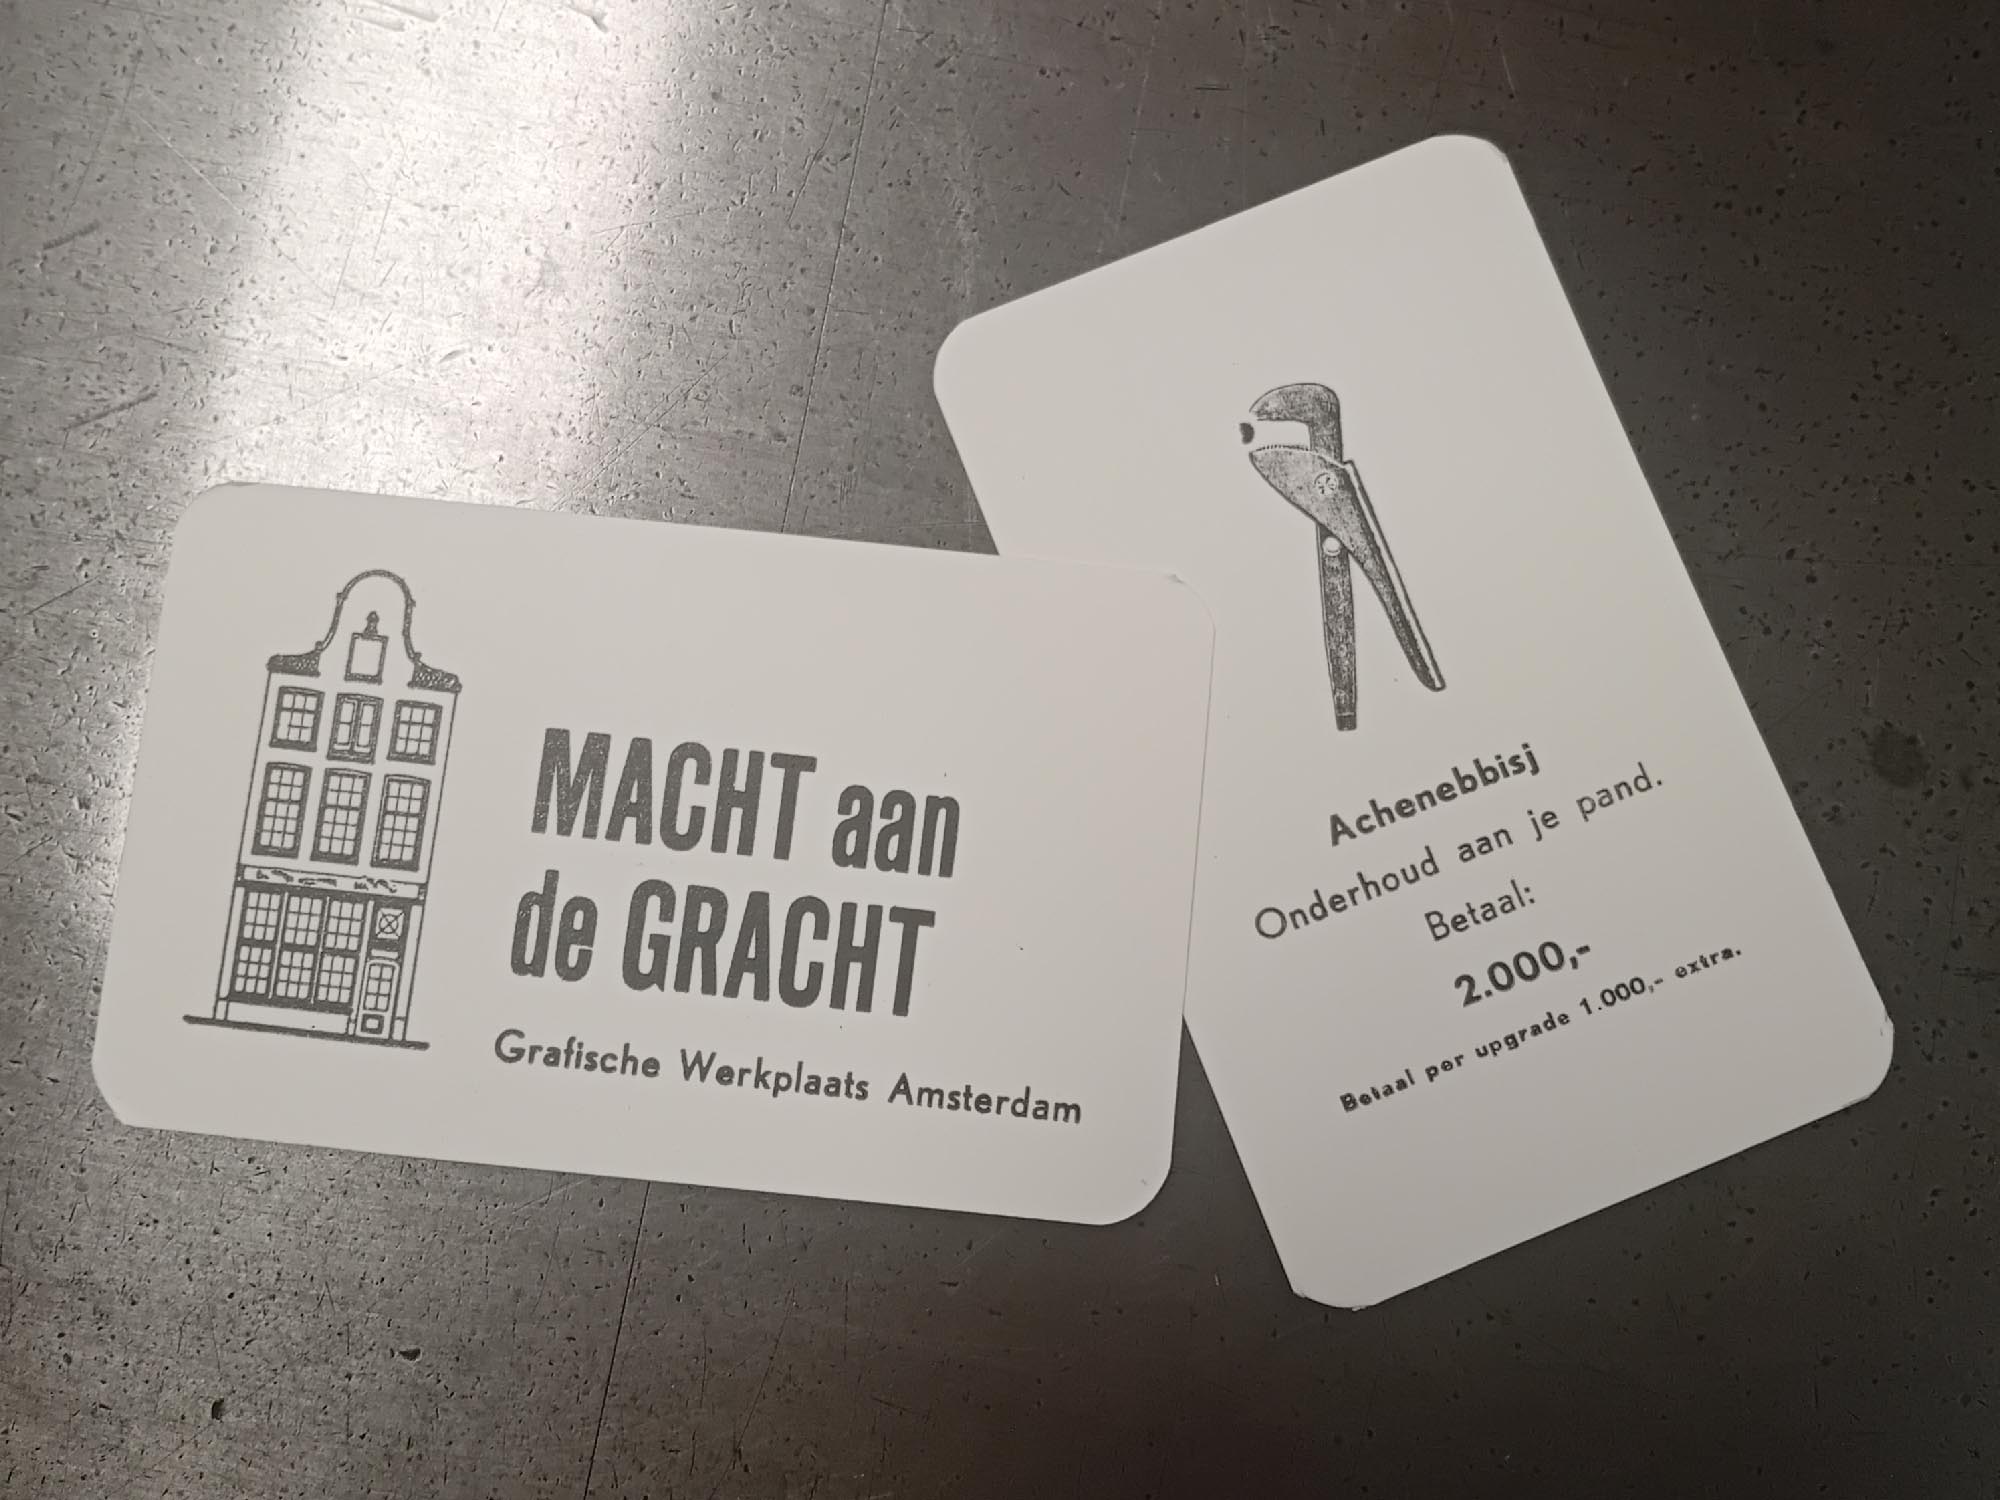 MACHT aan
de GRACHT
Grafische Werkplaats Amsterdam
Achenebbisj
Onderhoud aan je pand.
Betaal:
2.000,-
Betaal per upgrade 1.000,- extra.